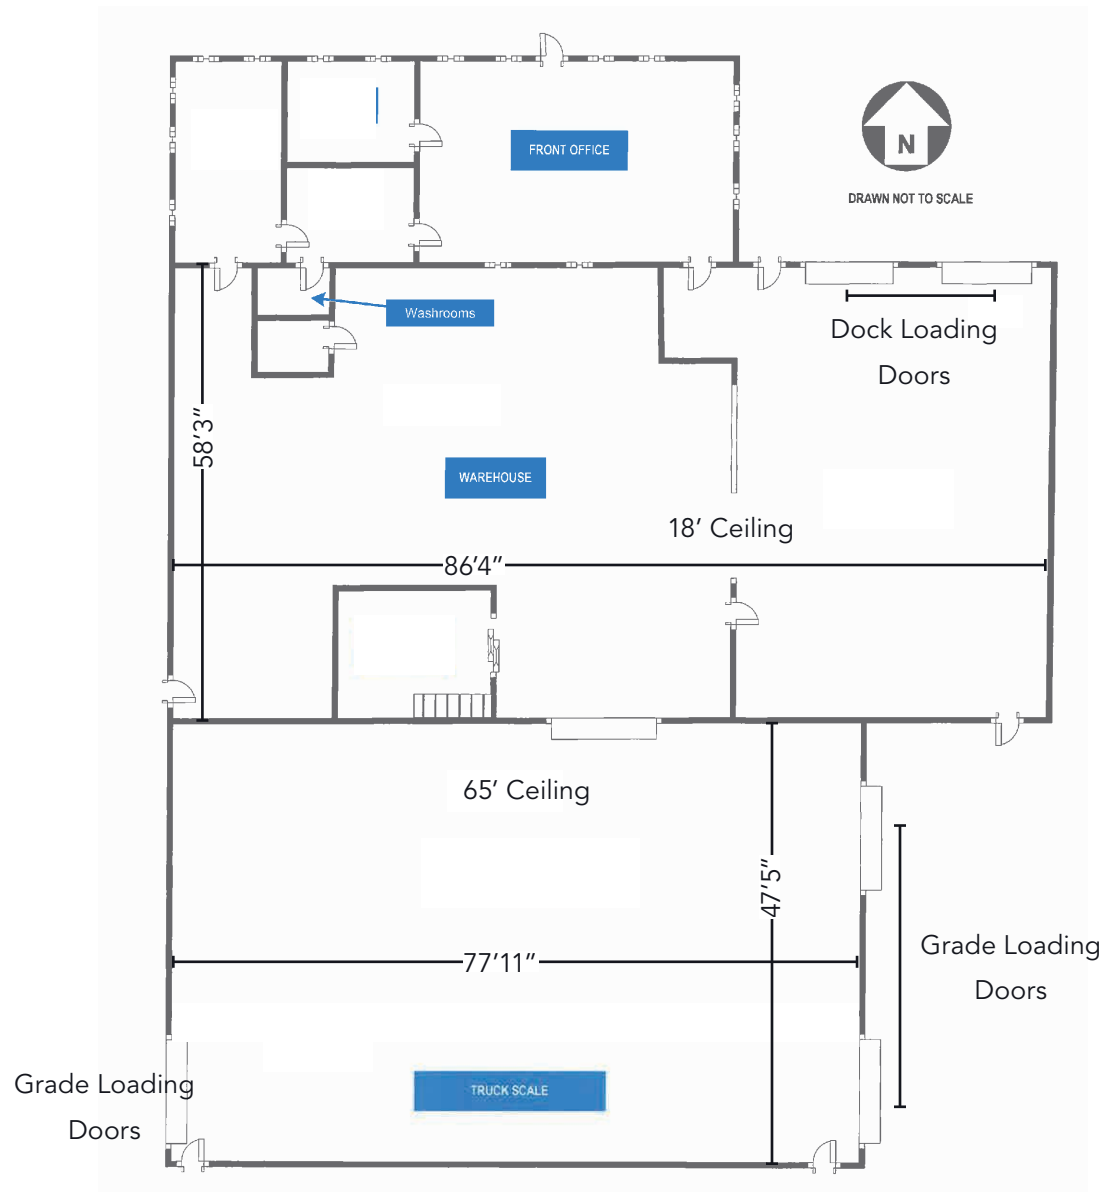 FRONT OFFICE
N
DRAWN NOT TO SCALE
Washrooms
Dock Loading
Doors
58’3”
WAREHOUSE
18’ Ceiling
86’4”
65’ Ceiling
47’5”
77’11”
Grade Loading
Doors
Grade Loading
Doors
TRUCK SCALE